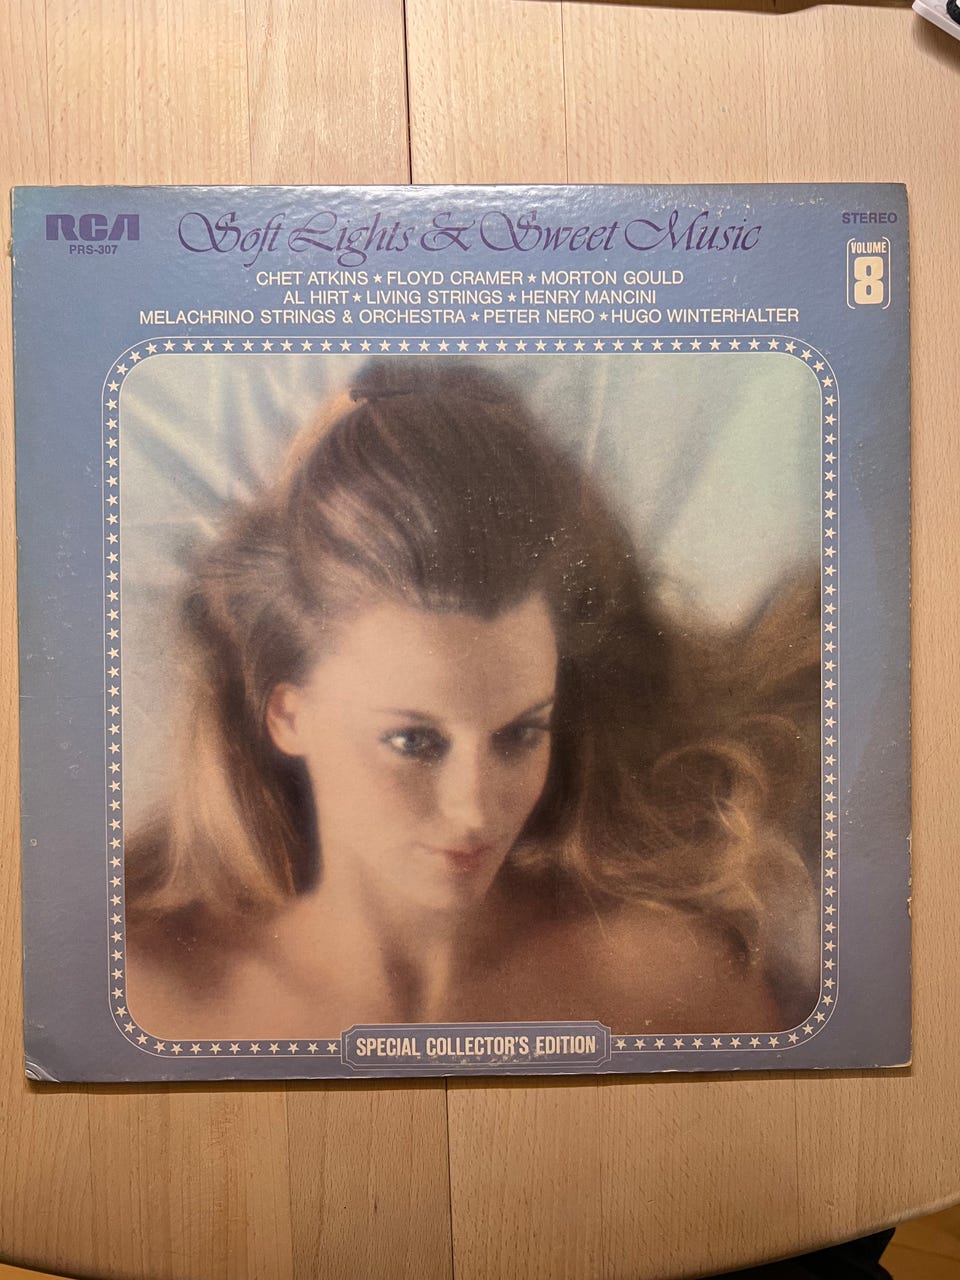 RCA
PRS-307
Soft Lights & Sweet Music
STEREO
VOLUME
8
CHET ATKINS ★ FLOYD CRAMER ★ MORTON GOULD
AL HIRT ★ LIVING STRINGS ★ HENRY MANCINI
MELACHRINO STRINGS & ORCHESTRA ★ PETER NERO ★ HUGO WINTERHALTER
SPECIAL COLLECTOR'S EDITION